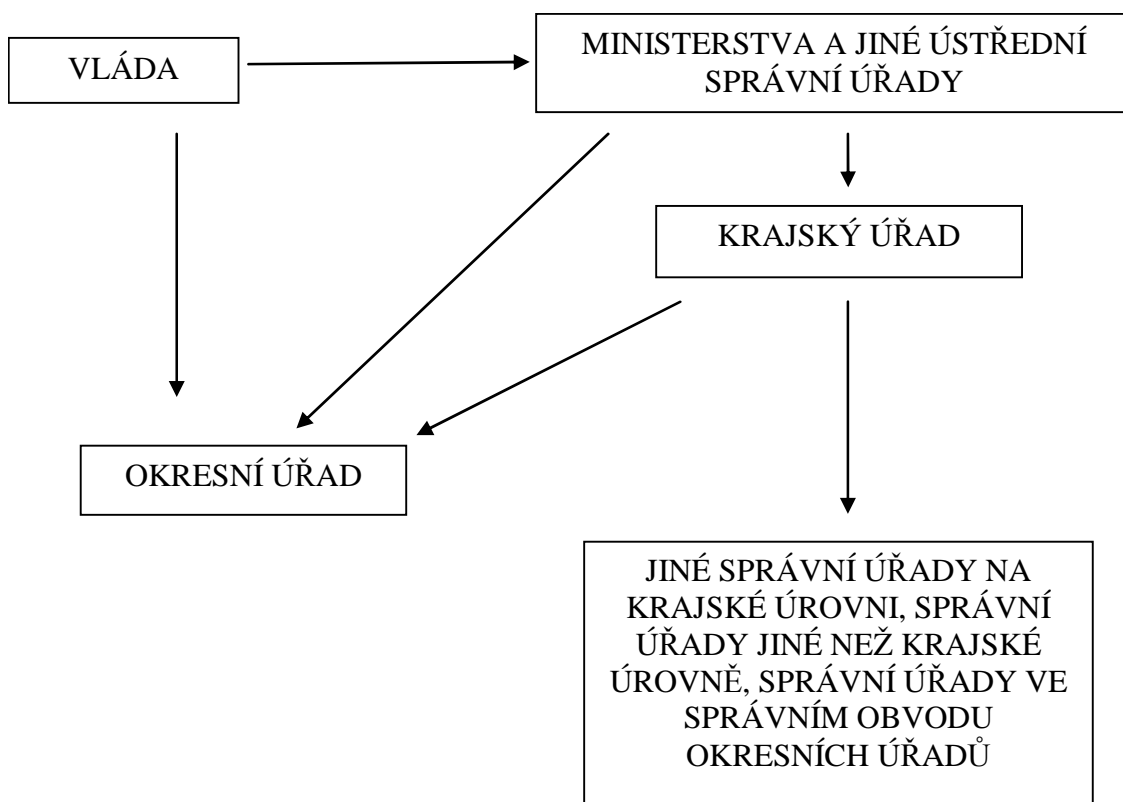 VLÁDA
MINISTERSTVA A JINÉ ÚSTŘEDNÍ
SPRÁVNÍ ÚŘADY
KRAJSKÝ ÚŘAD
OKRESNÍ ÚŘAD
JINÉ SPRÁVNÍ ÚŘADY NA
KRAJSKÉ ÚROVNI, SPRÁVNÍ
ÚŘADY JINÉ NEŽ KRAJSKÉ
ÚROVNĚ, SPRÁVNÍ ÚŘADY VE
SPRÁVNÍM OBVODU
OKRESNÍCH ÚŘADŮ